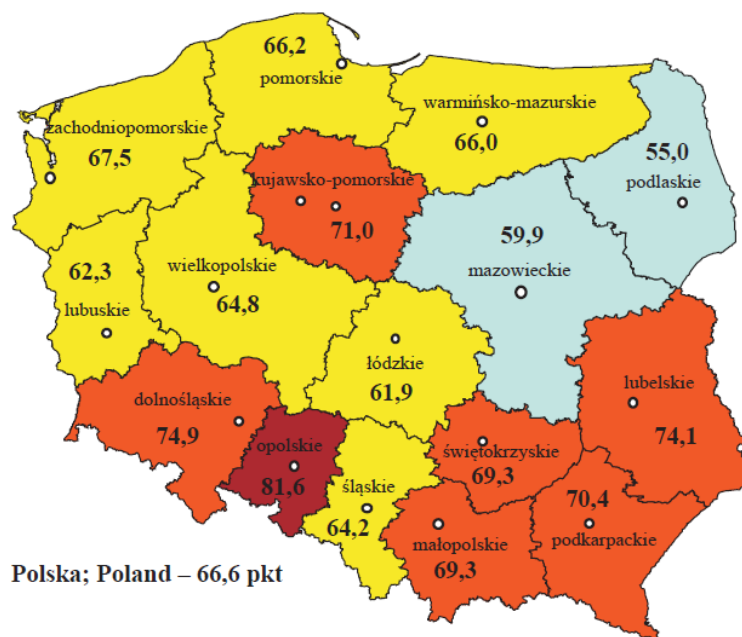 66,2
pomorskie
warmińsko-mazurskie
66,0
zachodniopomorskie
67,5
55,0
podlaskie
kujawsko-pomorskie
71,0
59,9
mazowieckie
62,3
lubuskie
wielkopolskie
64,8
łódzkie
61,9
dolnośląskie
74,9
lubelskie
74,1
opolskie
81,6
śląskie
64,2
świętokrzyskie
69,3
70,4
podkarpackie
małopolskie
69,3
Polska; Poland – 66,6 pkt